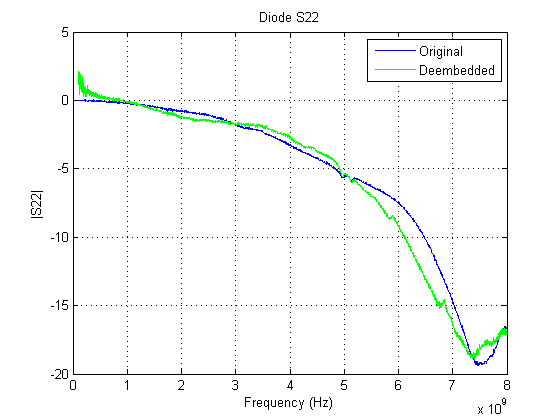 Diode S22
Original
Deembedded
5
0
-5
-10
-15
-20
|S22|
0 1 2 3 4 5 6 7 8
Frequency (Hz)
x 10^9